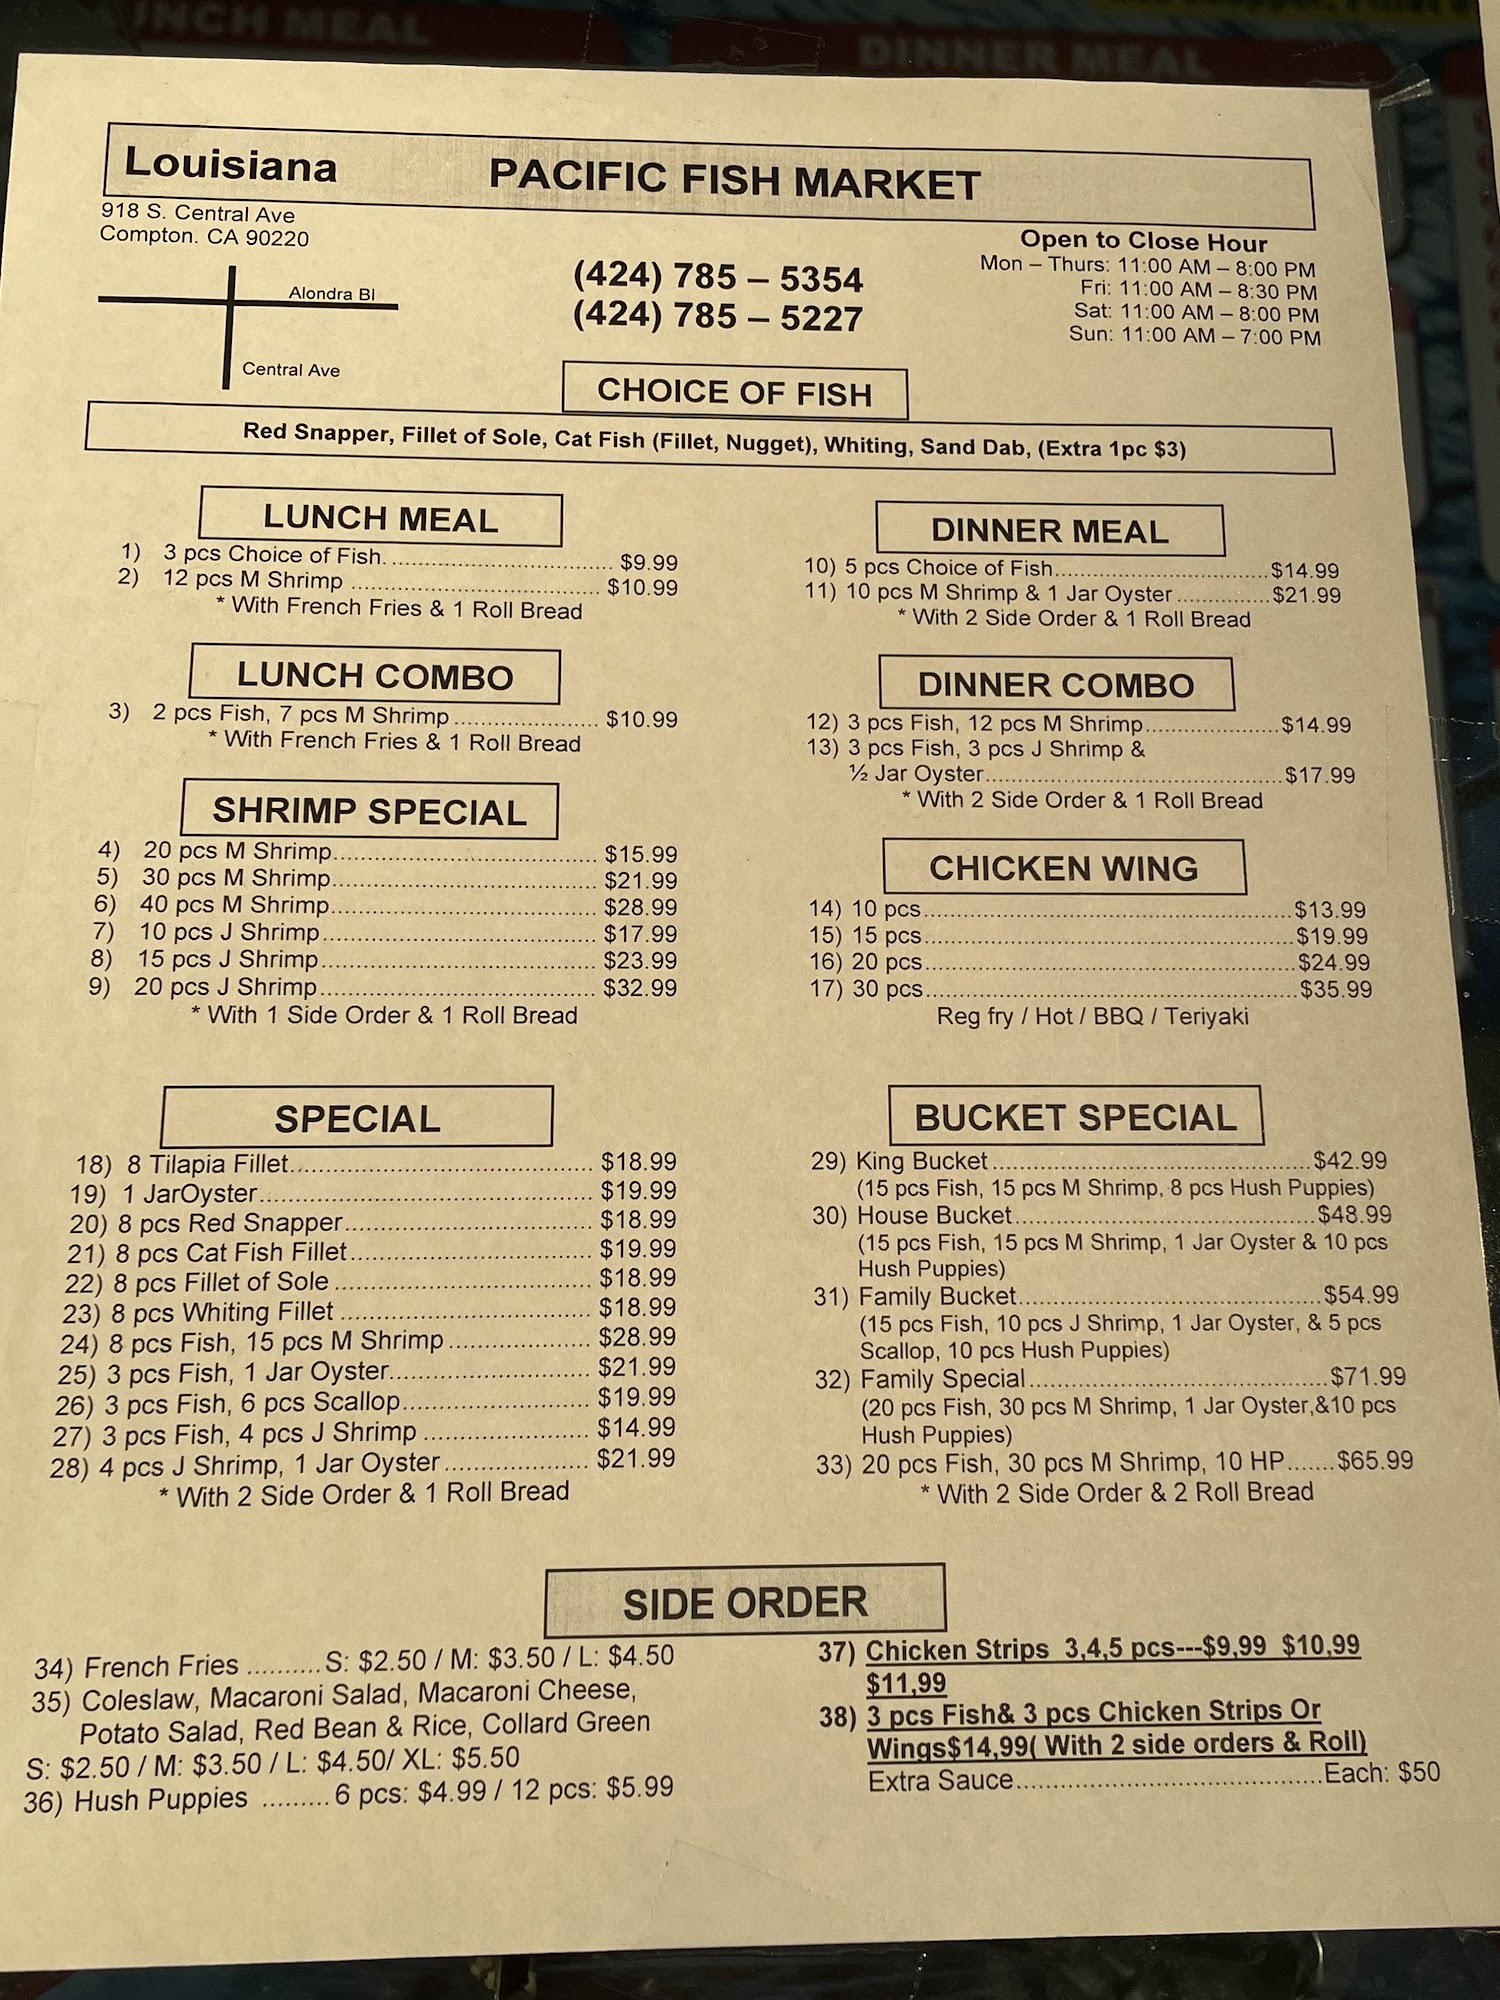 NCH MEAL
DINNER MEAL
Louisiana PACIFIC FISH MARKET
918 S. Central Ave
Compton. CA 90220
Alondra Bl
Central Ave
(424) 785 – 5354
(424) 785 – 5227
Open to Close Hour
Mon – Thurs: 11:00 AM – 8:00 PM
Fri: 11:00 AM – 8:30 PM
Sat: 11:00 AM – 8:00 PM
Sun: 11:00 AM – 7:00 PM
CHOICE OF FISH
Red Snapper, Fillet of Sole, Cat Fish (Fillet, Nugget), Whiting, Sand Dab, (Extra 1pc $3)
LUNCH MEAL
1) 3 pcs Choice of Fish.................................. $9.99
2) 12 pcs M Shrimp .................................... $10.99
* With French Fries & 1 Roll Bread
LUNCH COMBO
3) 2 pcs Fish, 7 pcs M Shrimp ..................... $10.99
* With French Fries & 1 Roll Bread
SHRIMP SPECIAL
4) 20 pcs M Shrimp....................................... $15.99
5) 30 pcs M Shrimp....................................... $21.99
6) 40 pcs M Shrimp....................................... $28.99
7) 10 pcs J Shrimp........................................ $17.99
8) 15 pcs J Shrimp........................................ $23.99
9) 20 pcs J Shrimp........................................ $32.99
* With 1 Side Order & 1 Roll Bread
DINNER MEAL
10) 5 pcs Choice of Fish...............................$14.99
11) 10 pcs M Shrimp & 1 Jar Oyster..............$21.99
* With 2 Side Order & 1 Roll Bread
DINNER COMBO
12) 3 pcs Fish, 12 pcs M Shrimp....................$14.99
13) 3 pcs Fish, 3 pcs J Shrimp &
½ Jar Oyster...........................................$17.99
* With 2 Side Order & 1 Roll Bread
CHICKEN WING
14) 10 pcs......................................................$13.99
15) 15 pcs......................................................$19.99
16) 20 pcs......................................................$24.99
17) 30 pcs......................................................$35.99
Reg fry / Hot / BBQ / Teriyaki
SPECIAL
18) 8 Tilapia Fillet............................................ $18.99
19) 1 JarOyster................................................ $19.99
20) 8 pcs Red Snapper.................................... $18.99
21) 8 pcs Cat Fish Fillet................................... $19.99
22) 8 pcs Fillet of Sole ..................................... $18.99
23) 8 pcs Whiting Fillet .................................... $18.99
24) 8 pcs Fish, 15 pcs M Shrimp .................... $28.99
25) 3 pcs Fish, 1 Jar Oyster............................. $21.99
26) 3 pcs Fish, 6 pcs Scallop........................... $19.99
27) 3 pcs Fish, 4 pcs J Shrimp ........................ $14.99
28) 4 pcs J Shrimp, 1 Jar Oyster..................... $21.99
* With 2 Side Order & 1 Roll Bread
BUCKET SPECIAL
29) King Bucket..............................................$42.99
(15 pcs Fish, 15 pcs M Shrimp, 8 pcs Hush Puppies)
30) House Bucket...........................................$48.99
(15 pcs Fish, 15 pcs M Shrimp, 1 Jar Oyster & 10 pcs
Hush Puppies)
31) Family Bucket...........................................$54.99
(15 pcs Fish, 10 pcs J Shrimp, 1 Jar Oyster, & 5 pcs
Scallop, 10 pcs Hush Puppies)
32) Family Special...........................................$71.99
(20 pcs Fish, 30 pcs M Shrimp, 1 Jar Oyster,&10 pcs
Hush Puppies)
33) 20 pcs Fish, 30 pcs M Shrimp, 10 HP.......$65.99
* With 2 Side Order & 2 Roll Bread
SIDE ORDER
34) French Fries ..........S: $2.50 / M: $3.50 / L: $4.50
35) Coleslaw, Macaroni Salad, Macaroni Cheese,
Potato Salad, Red Bean & Rice, Collard Green
S: $2.50 / M: $3.50 / L: $4.50/ XL: $5.50
36) Hush Puppies .........6 pcs: $4.99 / 12 pcs: $5.99
37) Chicken Strips 3,4,5 pcs---$9,99 $10,99
$11,99
38) 3 pcs Fish& 3 pcs Chicken Strips Or
Wings$14,99( With 2 side orders & Roll)
Extra Sauce............................................Each: $50